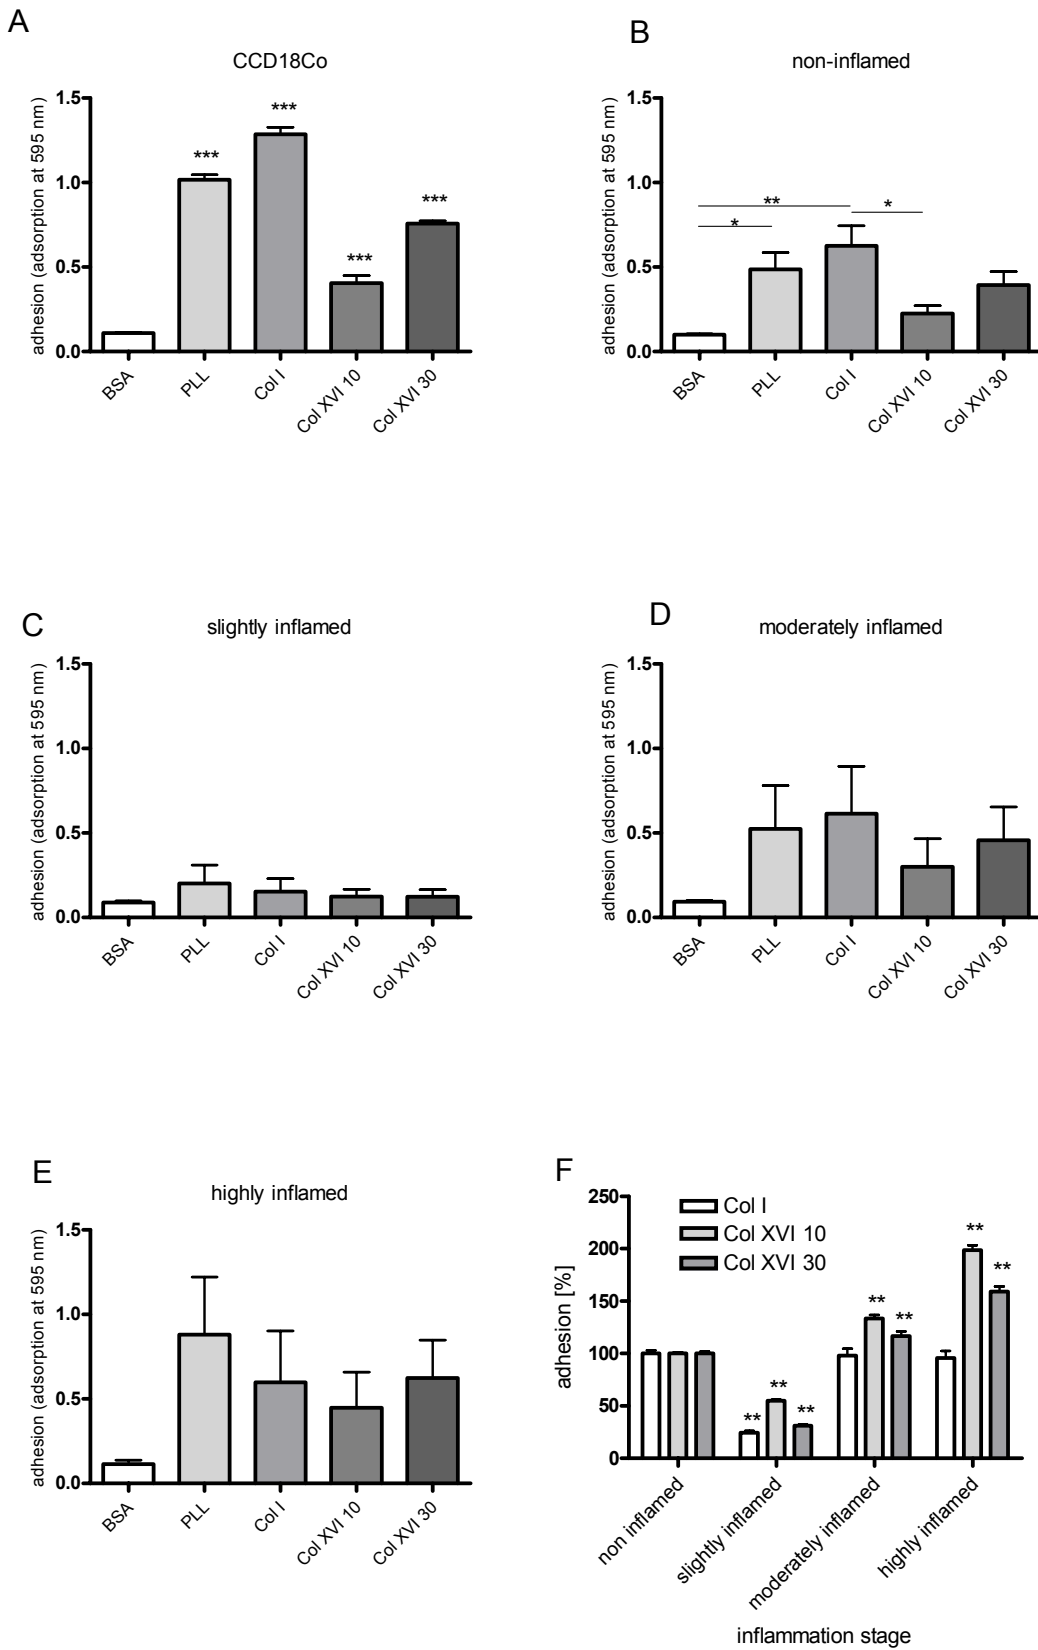 A
CCD18Co
adhesion (adsorption at 595 nm)
1.5
1.0
0.5
0.0
***
***
***
***
BSA
PLL
Col I
Col XVI 10
Col XVI 30
B
non-inflamed
adhesion (adsorption at 595 nm)
1.5
1.0
0.5
0.0
**
*
*
BSA
PLL
Col I
Col XVI 10
Col XVI 30
C
slightly inflamed
adhesion (adsorption at 595 nm)
1.5
1.0
0.5
0.0
BSA
PLL
Col I
Col XVI 10
Col XVI 30
D
moderately inflamed
adhesion (adsorption at 595 nm)
1.5
1.0
0.5
0.0
BSA
PLL
Col I
Col XVI 10
Col XVI 30
E
highly inflamed
adhesion (adsorption at 595 nm)
1.5
1.0
0.5
0.0
BSA
PLL
Col I
Col XVI 10
Col XVI 30
F
adhesion [%]
250
200
150
100
50
0
Col I
Col XVI 10
Col XVI 30
**
**
**
**
**
**
**
non inflamed
slightly inflamed
moderately inflamed
highly inflamed
inflammation stage